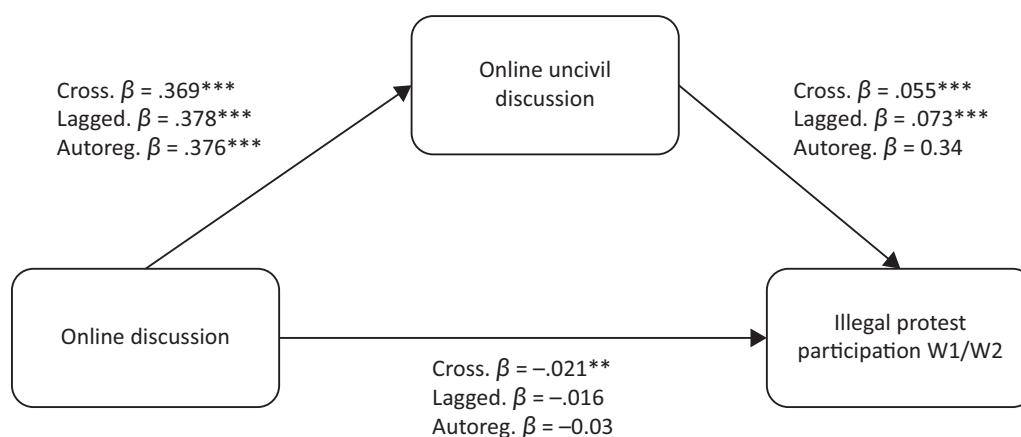 Cross. β = .369***
Lagged. β = .378***
Autoreg. β = .376***
Online uncivil
discussion
Cross. β = .055***
Lagged. β = .073***
Autoreg. β = 0.34
Online discussion
Illegal protest
participation W1/W2
Cross. β = –.021**
Lagged. β = –.016
Autoreg. β = –0.03